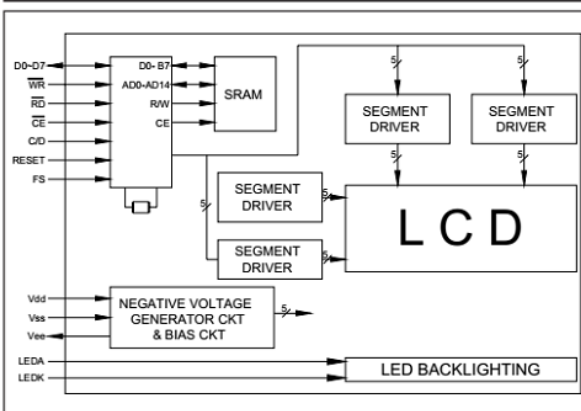 D0~D7
WR
RD
CE
C/D
RESET
FS
D0- B7
AD0-AD14
R/W
CE
SRAM
SEGMENT
DRIVER
SEGMENT
DRIVER
5
5
5
5
SEGMENT
DRIVER
5
5
SEGMENT
DRIVER
5
LCD
Vdd
Vss
Vee
NEGATIVE VOLTAGE
GENERATOR CKT
& BIAS CKT
5
LEDA
LEDK
LED BACKLIGHTING